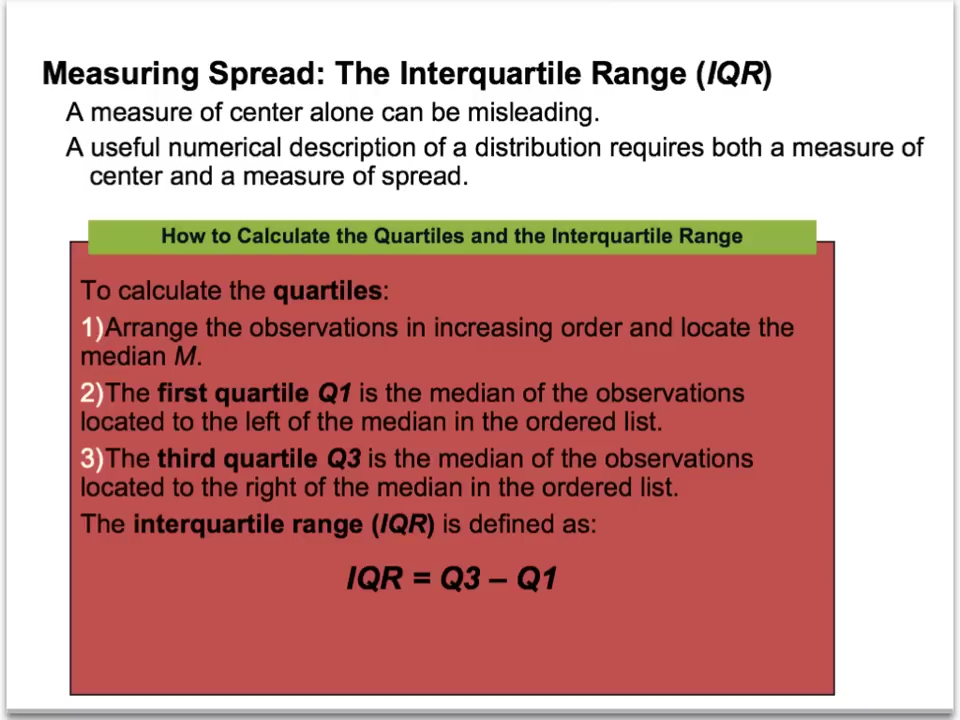 Measuring Spread: The Interquartile Range (IQR)
A measure of center alone can be misleading.
A useful numerical description of a distribution requires both a measure of
center and a measure of spread.
How to Calculate the Quartiles and the Interquartile Range
To calculate the quartiles:
1)Arrange the observations in increasing order and locate the
median M.
2)The first quartile Q1 is the median of the observations
located to the left of the median in the ordered list.
3)The third quartile Q3 is the median of the observations
located to the right of the median in the ordered list.
The interquartile range (IQR) is defined as:
IQR = Q3 – Q1